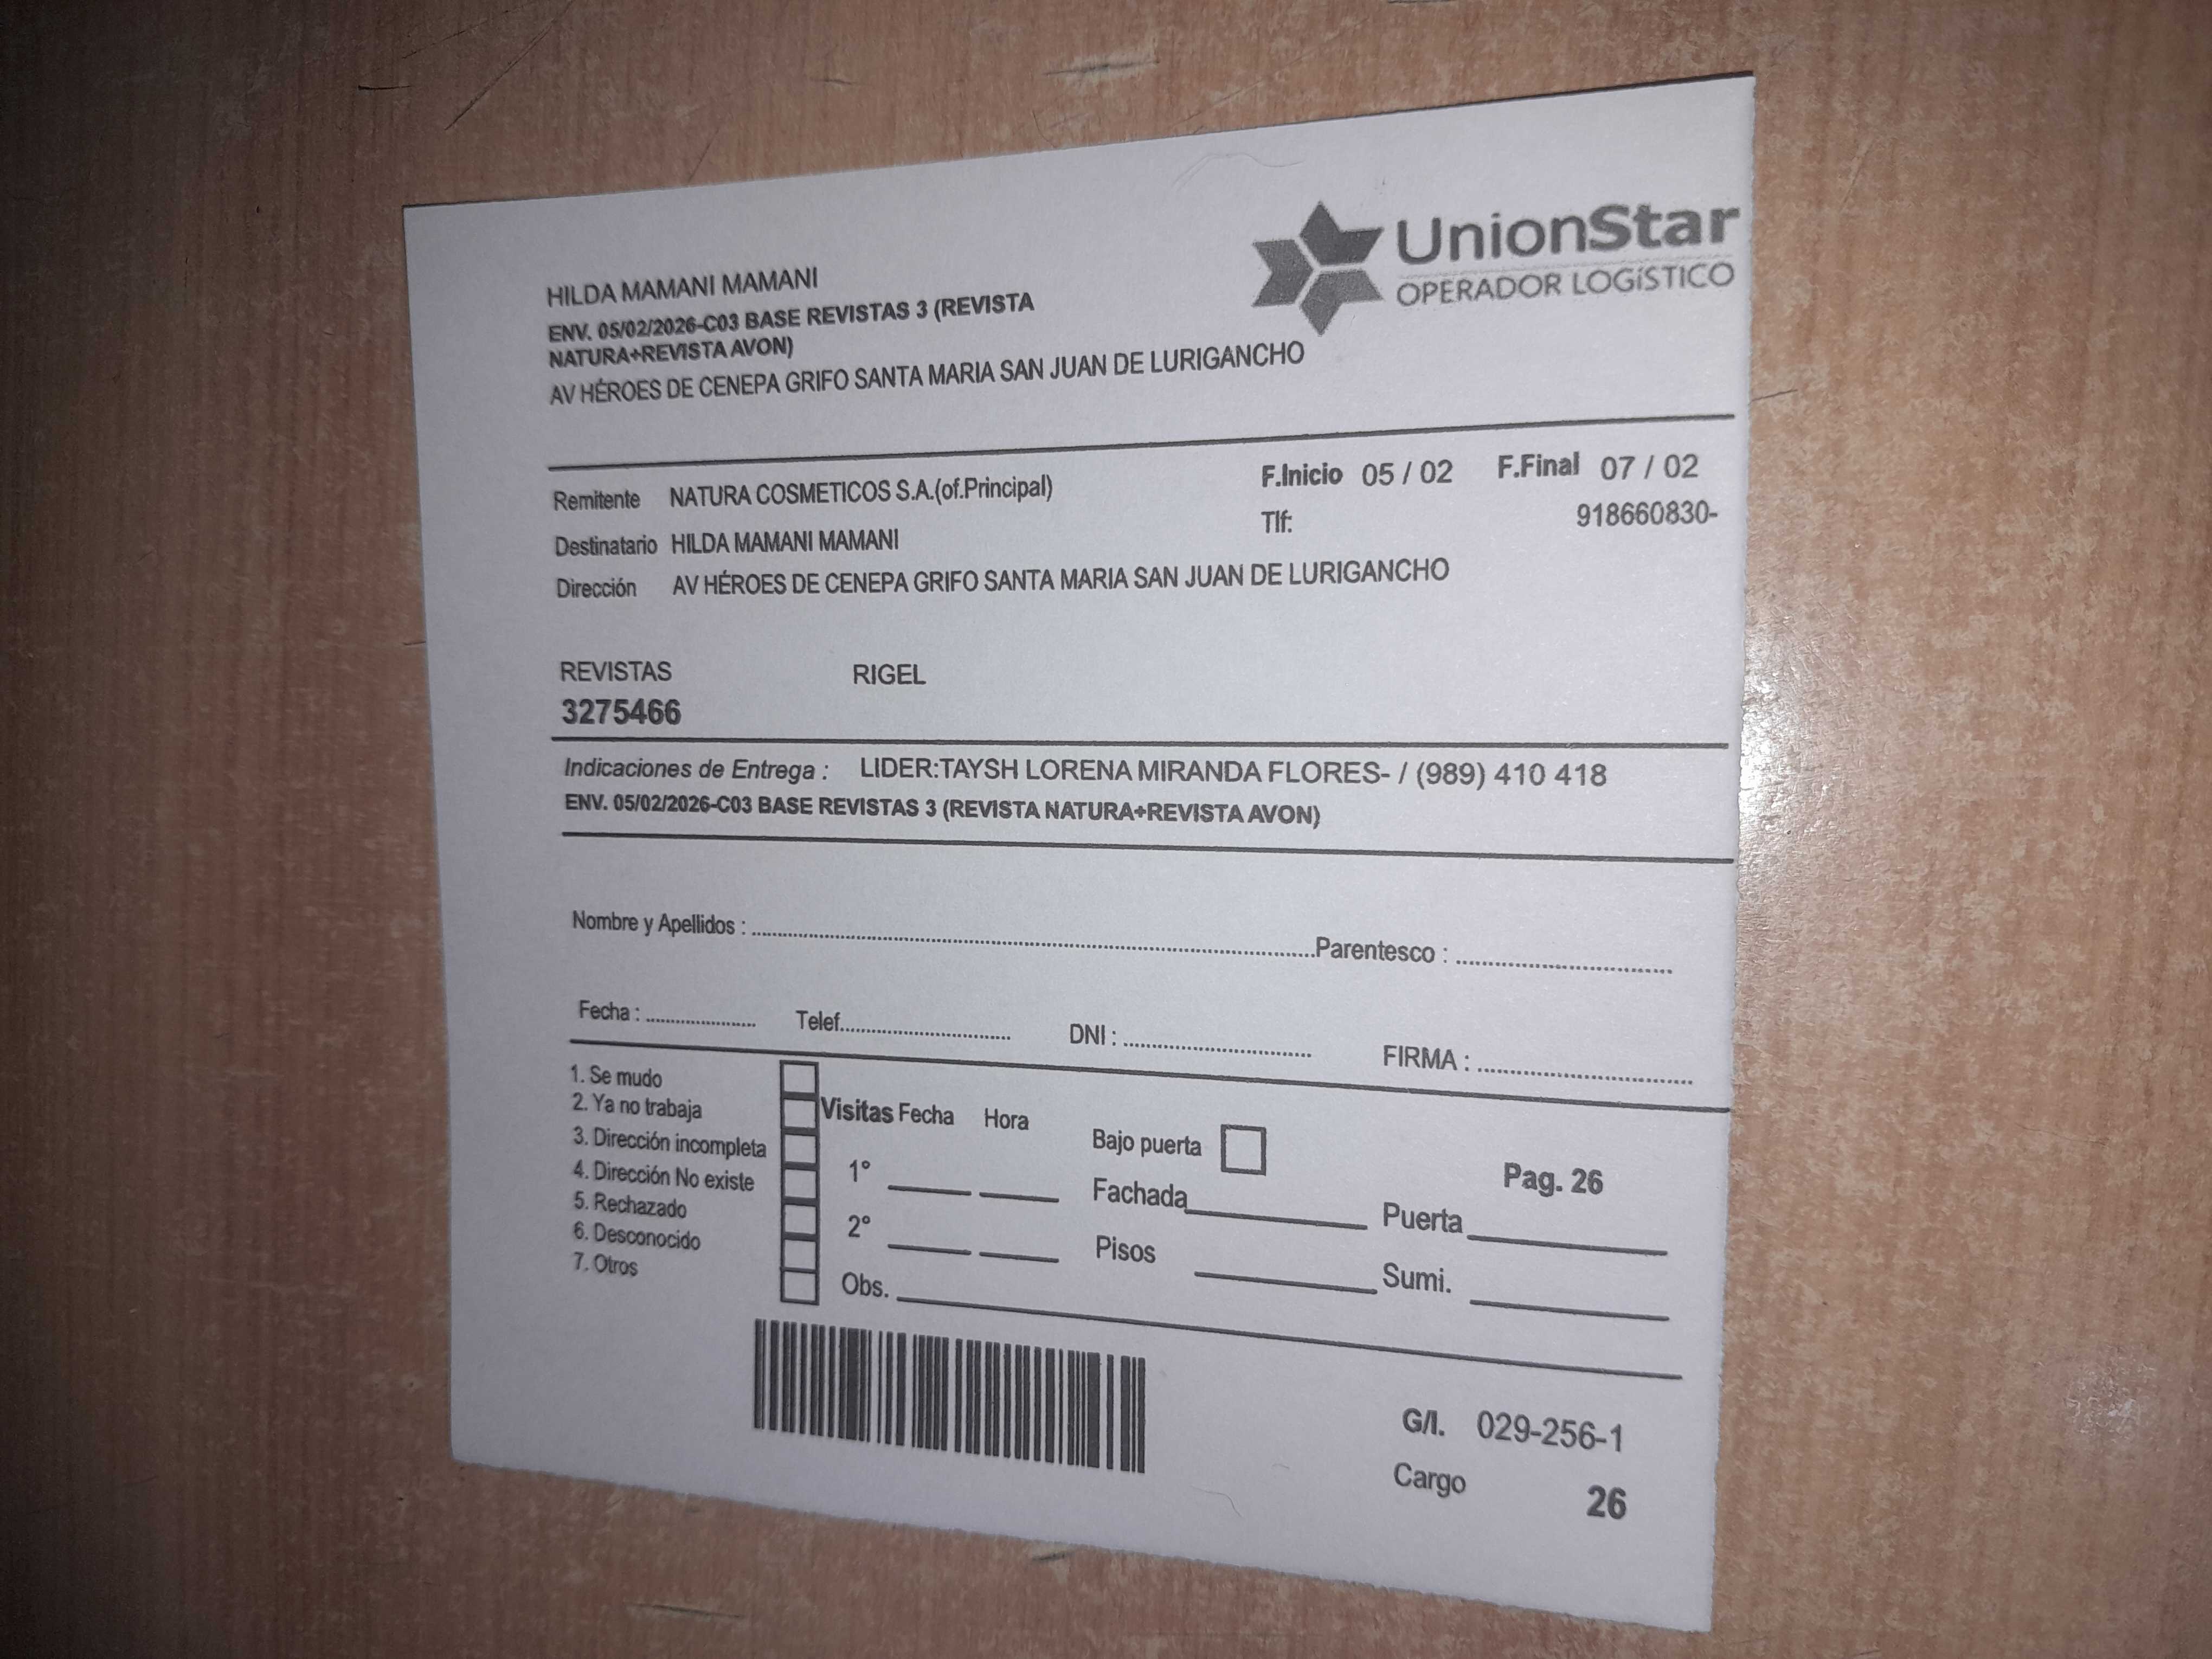 UnionStar
OPERADOR LOGíSTICO
HILDA MAMANI MAMANI
ENV. 05/02/2026-C03 BASE REVISTAS 3 (REVISTA
NATURA+REVISTA AVON)
AV HÉROES DE CENEPA GRIFO SANTA MARIA SAN JUAN DE LURIGANCHO
Remitente NATURA COSMETICOS S.A.(of.Principal) F.Inicio 05 / 02 F.Final 07 / 02
Destinatario HILDA MAMANI MAMANI Tlf: 918660830-
Dirección AV HÉROES DE CENEPA GRIFO SANTA MARIA SAN JUAN DE LURIGANCHO
REVISTAS RIGEL
3275466
Indicaciones de Entrega : LIDER:TAYSH LORENA MIRANDA FLORES- / (989) 410 418
ENV. 05/02/2026-C03 BASE REVISTAS 3 (REVISTA NATURA+REVISTA AVON)
Nombre y Apellidos : Parentesco :
Fecha : Telef. DNI : FIRMA :
1. Se mudo
2. Ya no trabaja
3. Dirección incompleta
4. Dirección No existe
5. Rechazado
6. Desconocido
7. Otros
Visitas Fecha Hora
1°
2°
Obs.
Bajo puerta
Fachada
Pisos
Pag. 26
Puerta
Sumi.
G/I. 029-256-1
Cargo 26